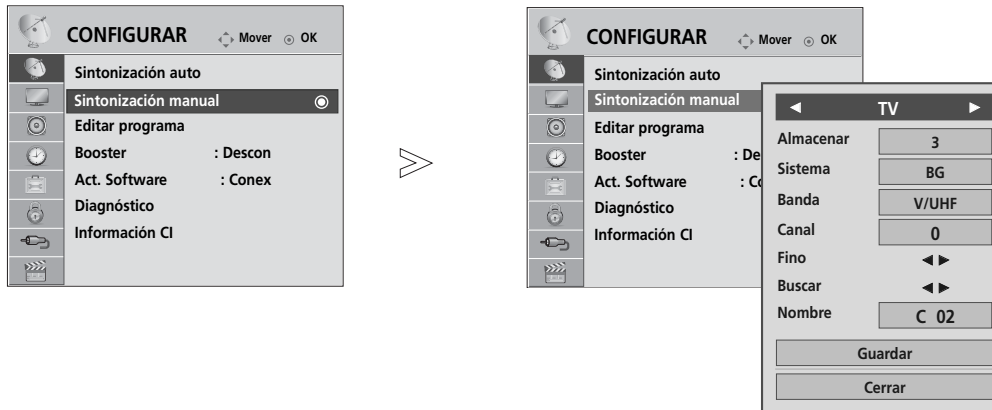 CONFIGURAR Mover OK
Sintonización auto
Sintonización manual
Editar programa
Booster : Descon
Act. Software : Conex
Diagnóstico
Información CI
CONFIGURAR Mover OK
Sintonización auto
Sintonización manual
Editar programa
Booster : De
Act. Software : Co
Diagnóstico
Información CI
TV
Almacenar 3
Sistema BG
Banda V/UHF
Canal 0
Fino
Buscar
Nombre C 02
Guardar
Cerrar